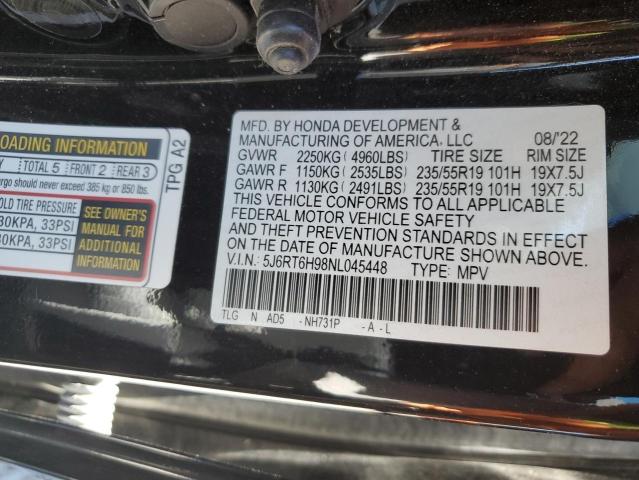 OADING INFORMATION
TOTAL 5 FRONT 2 REAR 3
rgo should never exceed 385 kg or 850 lbs.
OLD TIRE PRESSURE
30KPA, 33PSI
30KPA, 33PSI
SEE OWNER'S
MANUAL FOR
ADDITIONAL
INFORMATION
TPG A2
MFD. BY HONDA DEVELOPMENT &
MANUFACTURING OF AMERICA, LLC 08/'22
GVWR 2250KG( 4960LBS) TIRE SIZE RIM SIZE
GAWR F 1150KG( 2535LBS) 235/55R19 101H 19X7.5J
GAWR R 1130KG( 2491LBS) 235/55R19 101H 19X7.5J
THIS VEHICLE CONFORMS TO ALL APPLICABLE
FEDERAL MOTOR VEHICLE SAFETY
AND THEFT PREVENTION STANDARDS IN EFFECT
ON THE DATE OF MANUFACTURE SHOWN ABOVE.
V.I.N.: 5J6RT6H98NL045448 TYPE: MPV
TLG N AD5 -NH731P -A-L